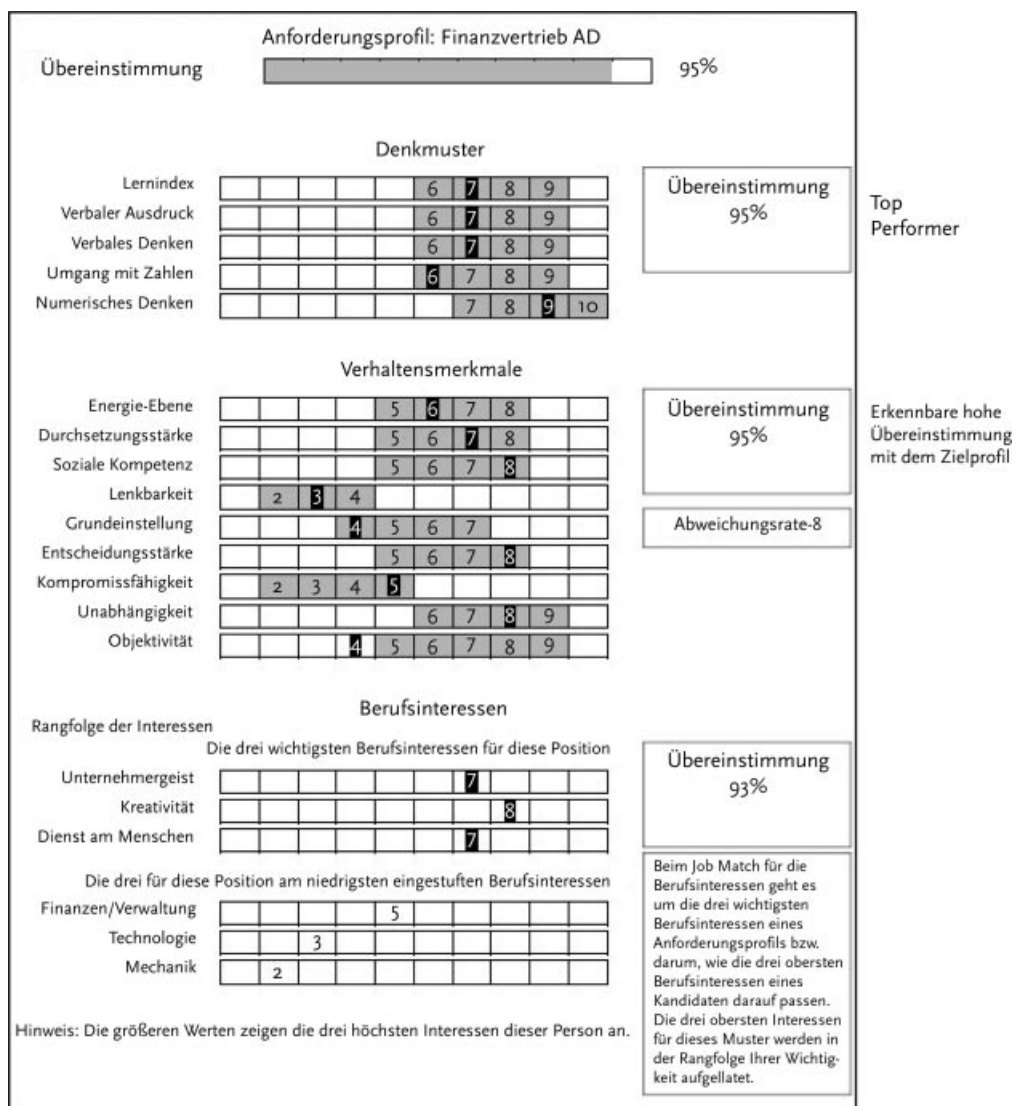 Anforderungsprofil: Finanzvertrieb AD
Übereinstimmung 95%
Denkmuster
Lernindex 6 7 8 9
Verbaler Ausdruck 6 7 8 9
Verbales Denken 6 7 8 9
Umgang mit Zahlen 6 7 8 9
Numerisches Denken 7 8 9 10
Übereinstimmung
95%
Top
Performer
Verhaltensmerkmale
Energie-Ebene 5 6 7 8
Durchsetzungsstärke 5 6 7 8
Soziale Kompetenz 5 6 7 8
Lenkbarkeit 2 3 4
Grundeinstellung 4 5 6 7
Entscheidungsstärke 5 6 7 8
Kompromissfähigkeit 2 3 4 5
Unabhängigkeit 6 7 8 9
Objektivität 4 5 6 7 8 9
Übereinstimmung
95%
Erkennbare hohe
Übereinstimmung
mit dem Zielprofil
Abweichungsrate-8
Berufsinteressen
Rangfolge der Interessen
Die drei wichtigsten Berufsinteressen für diese Position
Unternehmergeist 7
Kreativität 8
Dienst am Menschen 7
Übereinstimmung
93%
Die drei für diese Position am niedrigsten eingestuften Berufsinteressen
Finanzen/Verwaltung 5
Technologie 3
Mechanik 2
Beim Job Match für die
Berufsinteressen geht es
um die drei wichtigsten
Berufsinteressen eines
Anforderungsprofils bzw.
darum, wie die drei obersten
Berufsinteressen eines
Kandidaten darauf passen.
Die drei obersten Interessen
für dieses Muster werden in
der Rangfolge Ihrer Wichtig-
keit aufgellatet.
Hinweis: Die größeren Werten zeigen die drei höchsten Interessen dieser Person an.